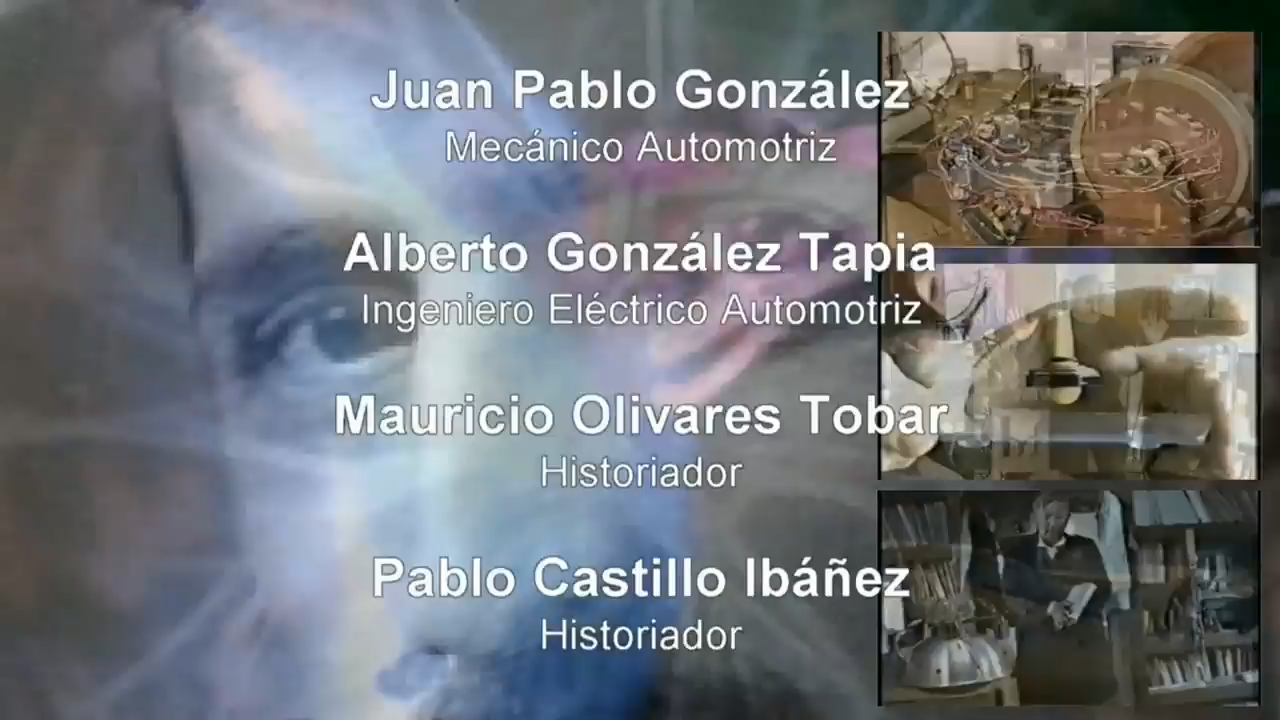 Juan Pablo González
Mecánico Automotriz
Alberto González Tapia
Ingeniero Eléctrico Automotriz
Mauricio Olivares Tobar
Historiador
Pablo Castillo Ibáñez
Historiador